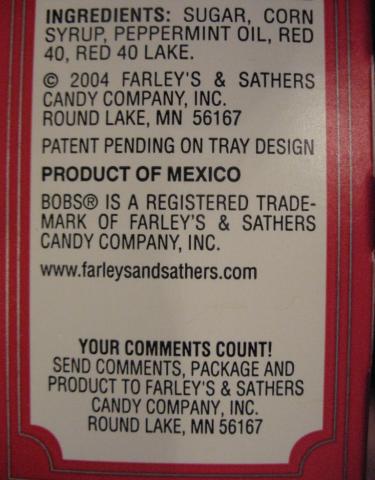 INGREDIENTS: SUGAR, CORN
SYRUP, PEPPERMINT OIL, RED
40, RED 40 LAKE.
© 2004 FARLEY'S & SATHERS
CANDY COMPANY, INC.
ROUND LAKE, MN 56167
PATENT PENDING ON TRAY DESIGN
PRODUCT OF MEXICO
BOBS® IS A REGISTERED TRADE-
MARK OF FARLEY'S & SATHERS
CANDY COMPANY, INC.
www.farleysandsathers.com
YOUR COMMENTS COUNT!
SEND COMMENTS, PACKAGE AND
PRODUCT TO FARLEY'S & SATHERS
CANDY COMPANY, INC.
ROUND LAKE, MN 56167